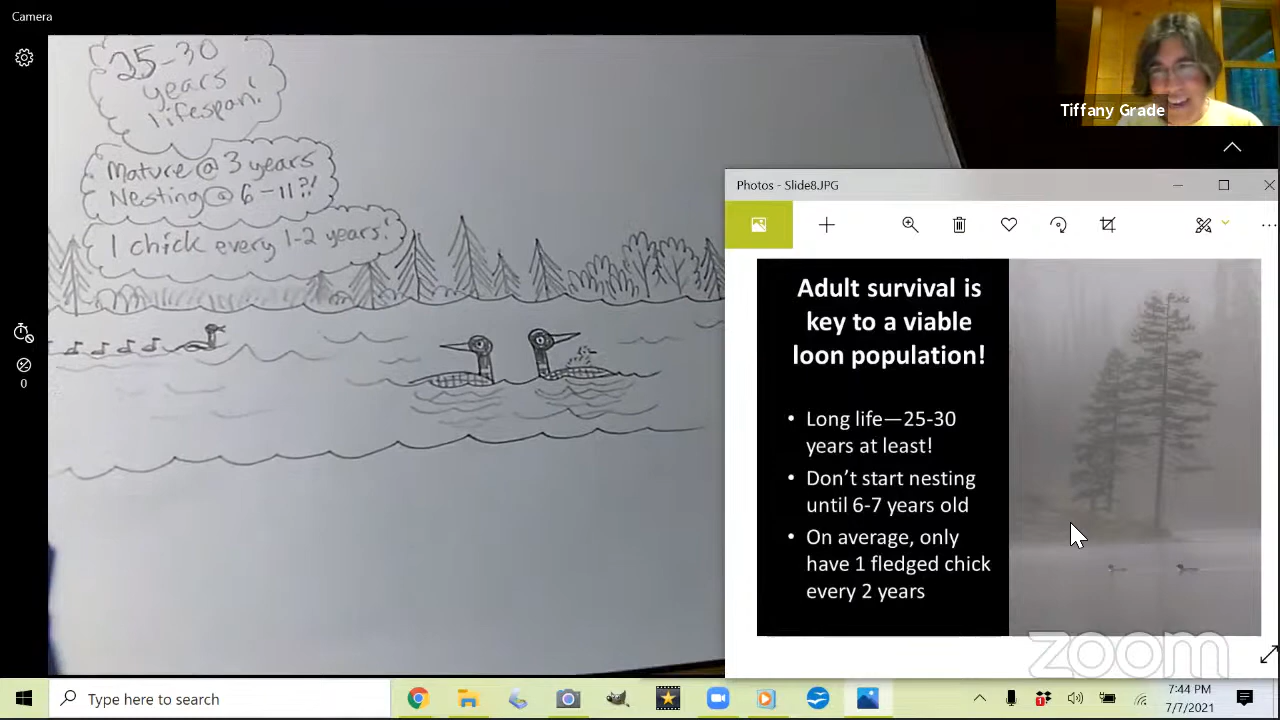 Camera
25-30
years
lifespan!
Mature @ 3 years
Nesting @ 6-11?!
1 chick every 1-2 years!
0
Tiffany Grade
Photos - Slide8.JPG
Adult survival is
key to a viable
loon population!
• Long life—25-30
years at least!
• Don't start nesting
until 6-7 years old
• On average, only
have 1 fledged chick
every 2 years
zoom
Type here to search
1
7:44 PM
7/7/2021